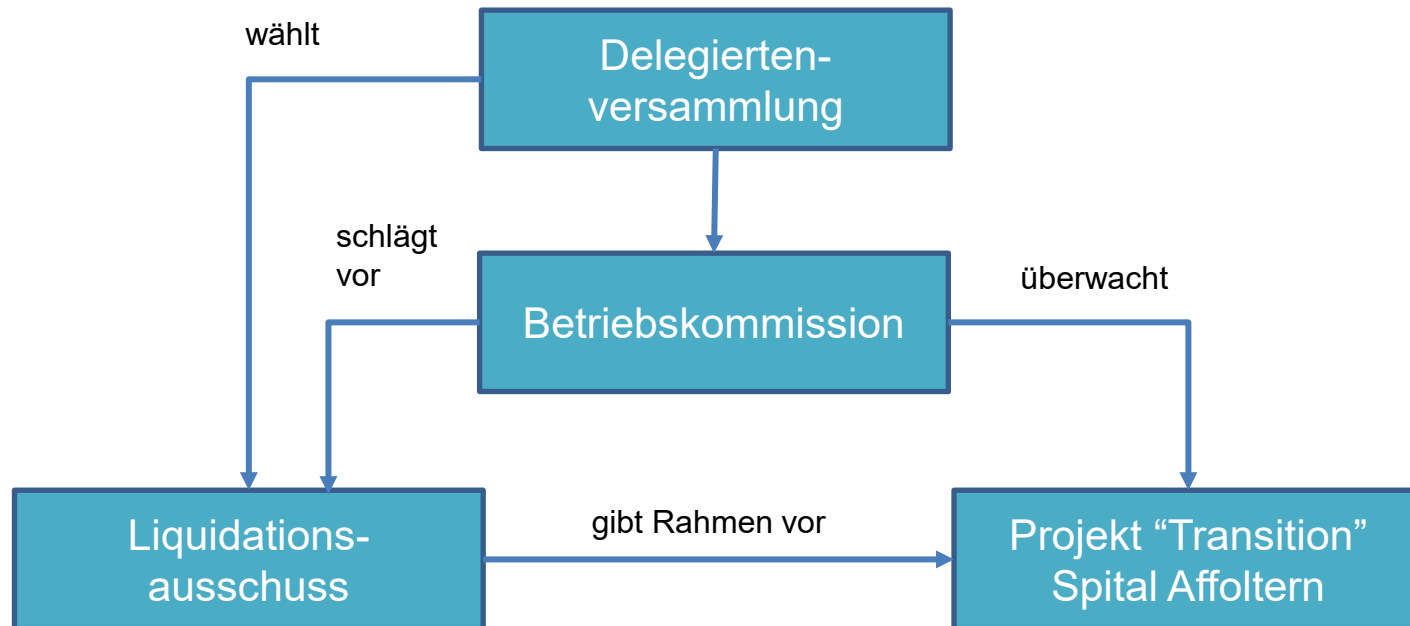 wählt
Delegierten-
versammlung
schlägt
vor
Betriebskommission
überwacht
Liquidations-
ausschuss
gibt Rahmen vor
Projekt “Transition”
Spital Affoltern